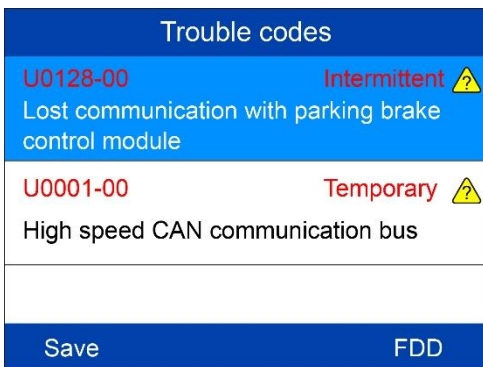 Trouble codes
U0128-00 Intermittent ?
Lost communication with parking brake
control module
U0001-00 Temporary ?
High speed CAN communication bus
Save FDD